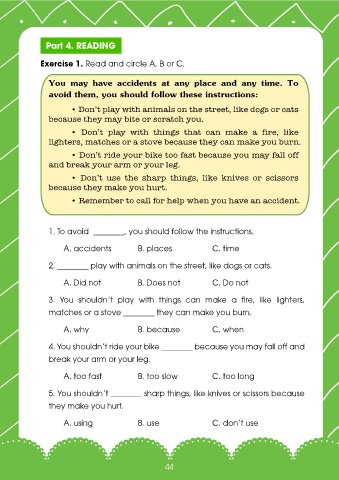 Part 4. READING
Exercise 1. Read and circle A, B or C.
You may have accidents at any place and any time. To
avoid them, you should follow these instructions:
• Don't play with animals on the street, like dogs or cats
because they may bite or scratch you.
• Don't play with things that can make a fire, like
lighters, matches or a stove because they can make you burn.
• Don't ride your bike too fast because you may fall off
and break your arm or your leg.
• Don't use the sharp things, like knives or scissors
because they make you hurt.
• Remember to call for help when you have an accident.
1. To avoid ________, you should follow the instructions.
A. accidents B. places C. time
2. ________ play with animals on the street, like dogs or cats.
A. Did not B. Does not C. Do not
3. You shouldn't play with things can make a fire, like lighters,
matches or a stove ________ they can make you burn.
A. why B. because C. when
4. You shouldn't ride your bike ________ because you may fall off and
break your arm or your leg.
A. too fast B. too slow C. too long
5. You shouldn't ________ sharp things, like knives or scissors because
they make you hurt.
A. using B. use C. don't use
44